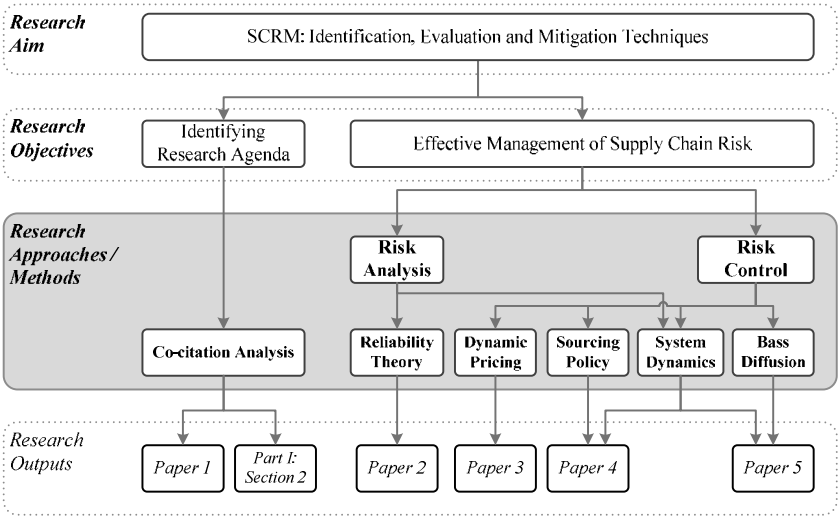 Research
Aim
SCRM: Identification, Evaluation and Mitigation Techniques
Research
Objectives
Identifying
Research Agenda
Effective Management of Supply Chain Risk
Research
Approaches /
Methods
Risk
Analysis
Risk
Control
Co-citation Analysis
Reliability
Theory
Dynamic
Pricing
Sourcing
Policy
System
Dynamics
Bass
Diffusion
Research
Outputs
Paper 1
Part I:
Section 2
Paper 2
Paper 3
Paper 4
Paper 5